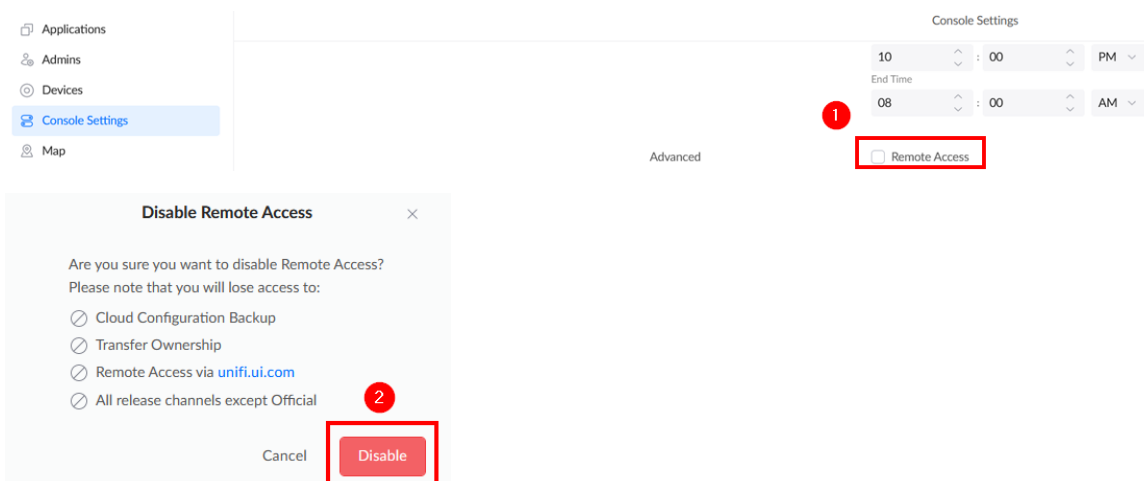 Console Settings
Applications
Admins
Devices
Console Settings
Map
10 : 00 PM
End Time
08 : 00 AM
1
Advanced
Remote Access
Disable Remote Access
Are you sure you want to disable Remote Access?
Please note that you will lose access to:
Cloud Configuration Backup
Transfer Ownership
Remote Access via unifi.ui.com
All release channels except Official
2
Cancel
Disable